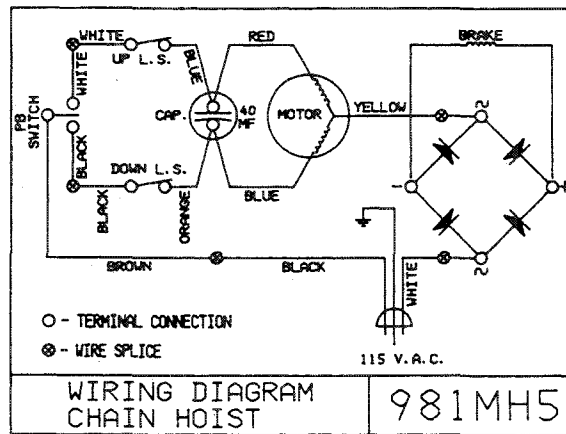 WHITE
UP L.S.
WHITE
BLUE
RED
BRAKE
PB SWITCH
CAP.
40 MF
MOTOR
YELLOW
BLACK
DOWN L.S.
BLACK
ORANGE
BLUE
BROWN
BLACK
WHITE
115 V.A.C.
O - TERMINAL CONNECTION
⊗ - WIRE SPLICE
WIRING DIAGRAM
CHAIN HOIST
981MH5